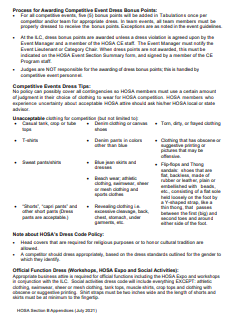 Process for Awarding Competitive Event Dress Bonus Points:
• For all competitive events, five (5) bonus points will be added in Tabulations once per
competitor and/or team for appropriate dress. In team events, all team members must be
properly dressed to receive the bonus points. Exceptions are as noted in the event guidelines.
• At the ILC, dress bonus points are awarded unless a dress violation is agreed upon by the
Event Manager and a member of the HOSA CE staff. The Event Manager must notify the
Event Lieutenant or Category Chair. When dress points are not awarded, this must be
indicated on the HOSA Event Section Summary form, and signed by a member of the CE
Program staff.
• Judges are NOT responsible for the awarding of dress bonus points; this is handled by
competitive event personnel.
Competitive Events Dress Tips:
No policy can possibly cover all contingencies so HOSA members must use a certain amount
of judgment in their choice of clothing to wear for HOSA competition. HOSA members who
experience uncertainty about acceptable HOSA attire should ask his/her HOSA local or state
advisor.
Unacceptable clothing for competition (but not limited to):
• Casual tank, crop or tube
tops
• Denim clothing or canvas
shoes
• Torn, dirty, or frayed clothing
• T-shirts
• Denim pants in colors
other than blue
• Clothing that has obscene or
suggestive printing or
pictures that may be
offensive.
• Sweat pants/shirts
• Blue jean skirts and
dresses
• Flip-flops and Thong
sandals: shoes that are
flat, backless, made of
rubber or leather, plain or
embellished with beads,
etc., consisting of a flat sole
held loosely on the foot by
a Y-shaped strap, like a
thin thong, that passes
between the first (big) and
second toes and around
either side of the foot.
• Beach wear; athletic
clothing, swimwear, sheer
or mesh clothing and
sports clothes
• "Shorts", "capri pants" and
other short pants (Dress
pants are acceptable.)
• Revealing clothing i.e.
excessive cleavage, back,
chest, stomach, under
garments, etc.
Note about HOSA's Dress Code Policy:
• Head covers that are required for religious purposes or to honor cultural tradition are
allowed.
• A competitor should dress appropriately, based on the dress standards outlined for the gender to
which they identify.
Official Function Dress (Workshops, HOSA Expo and Social Activities):
Appropriate business attire is required for official functions including the HOSA Expo and workshops
in conjunction with the ILC. Social activities dress code will include everything EXCEPT: athletic
clothing, swimwear, sheer or mesh clothing, tank tops, muscle shirts, crop tops and clothing with
obscene or suggestive printing. Shirt straps must be two inches wide and the length of shorts and
skirts must be at minimum to the fingertip.
HOSA Section B Appendices (July 2021)